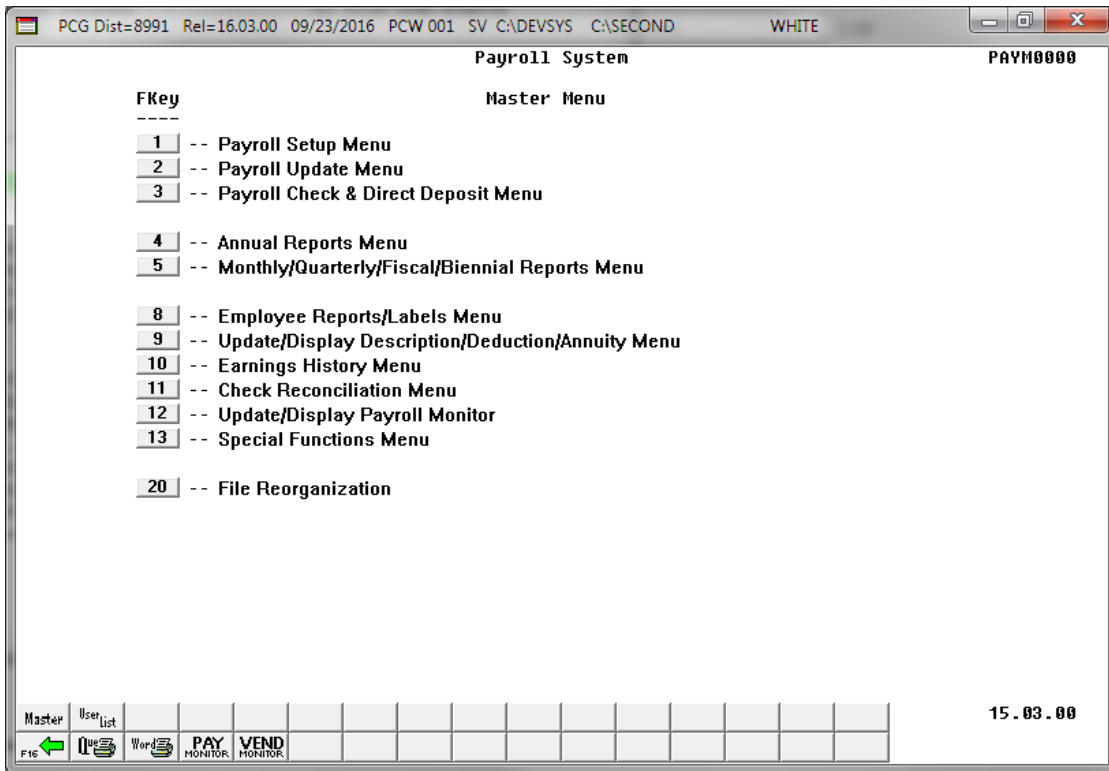 PCG Dist=8991 Rel=16.03.00 09/23/2016 PCW 001 SV C:\DEVSYS C:\SECOND WHITE
Payroll System PAYM0000
FKey Master Menu
----
1 -- Payroll Setup Menu
2 -- Payroll Update Menu
3 -- Payroll Check & Direct Deposit Menu
4 -- Annual Reports Menu
5 -- Monthly/Quarterly/Fiscal/Biennial Reports Menu
8 -- Employee Reports/Labels Menu
9 -- Update/Display Description/Deduction/Annuity Menu
10 -- Earnings History Menu
11 -- Check Reconciliation Menu
12 -- Update/Display Payroll Monitor
13 -- Special Functions Menu
20 -- File Reorganization
Master User List 15.03.00
F16 Que Word PAY MONITOR VEND MONITOR